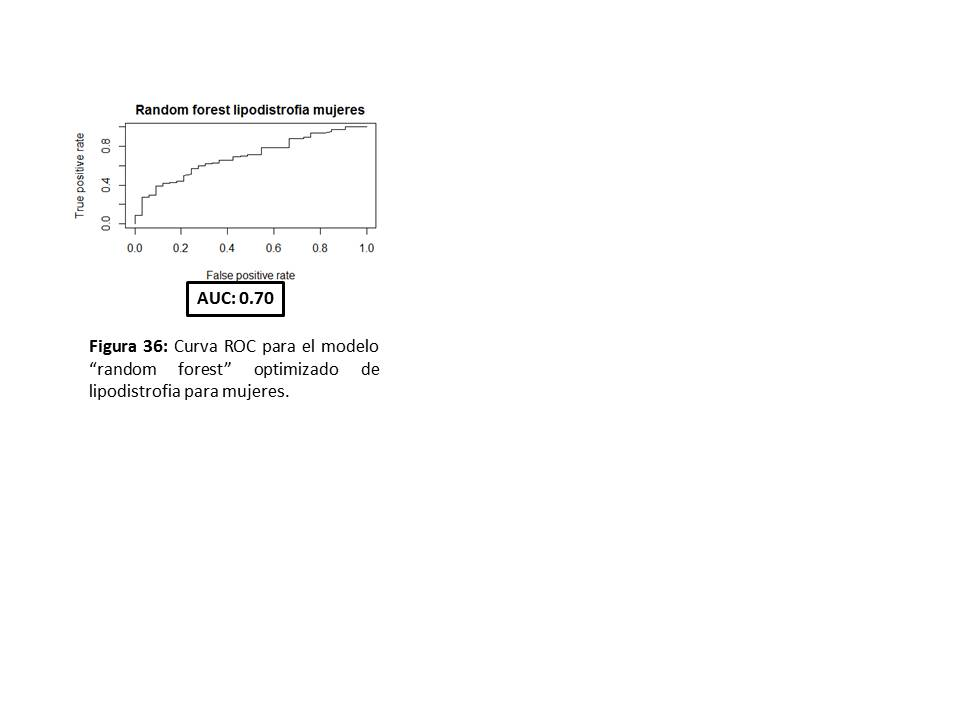 Random forest lipodistrofia mujeres
True positive rate
0.8
0.4
0.0
0.0 0.2 0.4 0.6 0.8 1.0
False positive rate
AUC: 0.70
Figura 36: Curva ROC para el modelo
“random forest” optimizado de
lipodistrofia para mujeres.